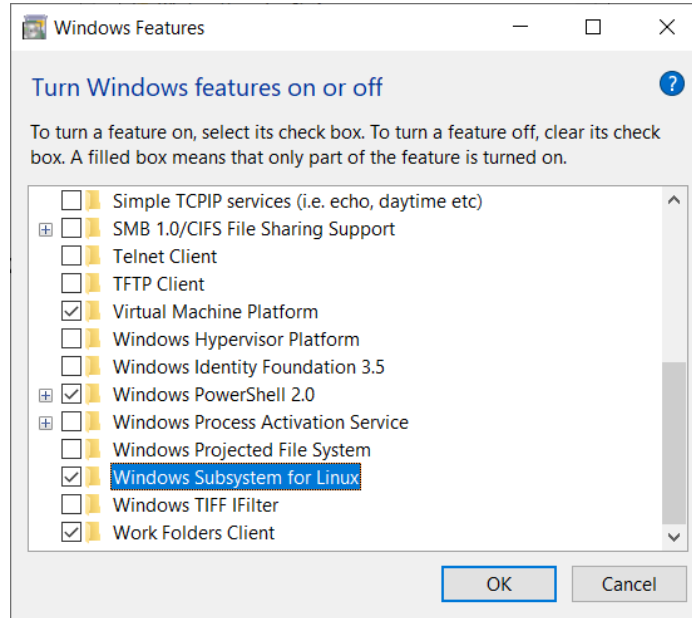 Windows Features
Turn Windows features on or off
?
To turn a feature on, select its check box. To turn a feature off, clear its check
box. A filled box means that only part of the feature is turned on.
Simple TCPIP services (i.e. echo, daytime etc)
SMB 1.0/CIFS File Sharing Support
Telnet Client
TFTP Client
Virtual Machine Platform
Windows Hypervisor Platform
Windows Identity Foundation 3.5
Windows PowerShell 2.0
Windows Process Activation Service
Windows Projected File System
Windows Subsystem for Linux
Windows TIFF IFilter
Work Folders Client
OK
Cancel